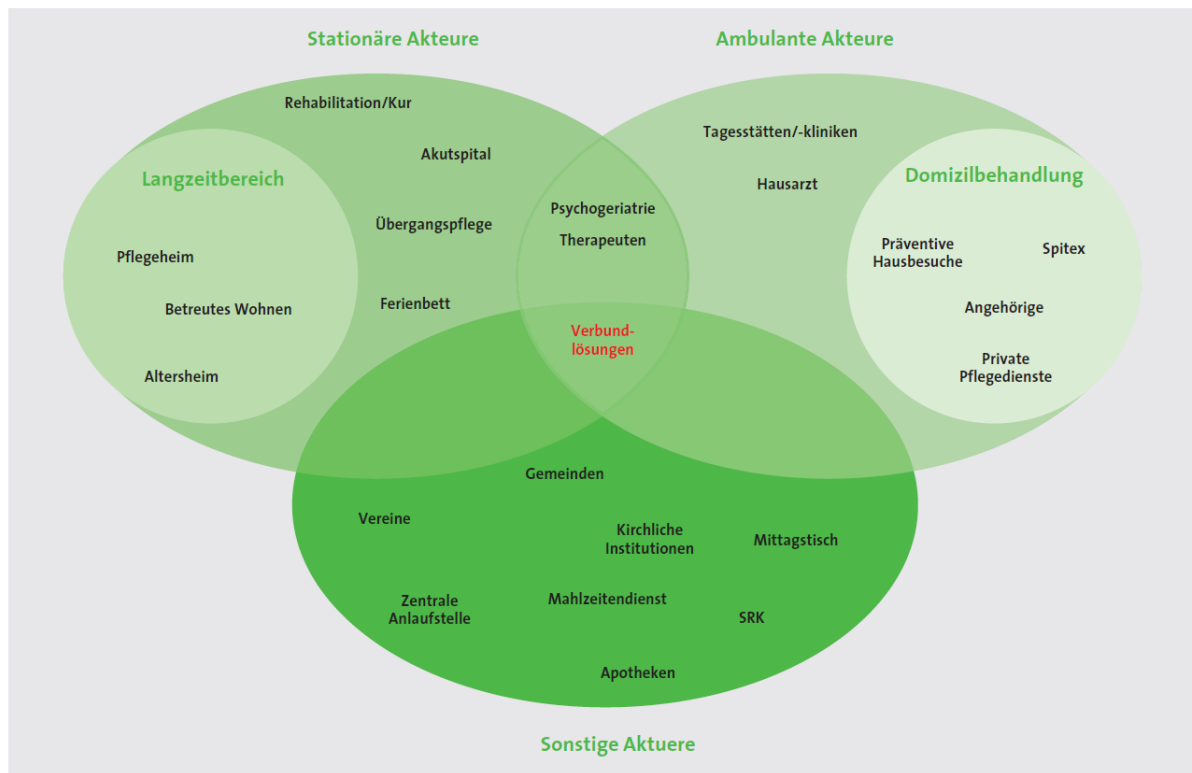 Stationäre Akteure
Ambulante Akteure
Rehabilitation/Kur
Akutspital
Langzeitbereich
Übergangspflege
Pflegeheim
Betreutes Wohnen
Ferienbett
Altersheim
Psychogeriatrie
Therapeuten
Verbund-
lösungen
Tagesstätten/-kliniken
Hausarzt
Domizilbehandlung
Präventive
Hausbesuche
Spitex
Angehörige
Private
Pflegedienste
Gemeinden
Vereine
Kirchliche
Institutionen
Mittagstisch
Zentrale
Anlaufstelle
Mahlzeitendienst
SRK
Apotheken
Sonstige Aktuere